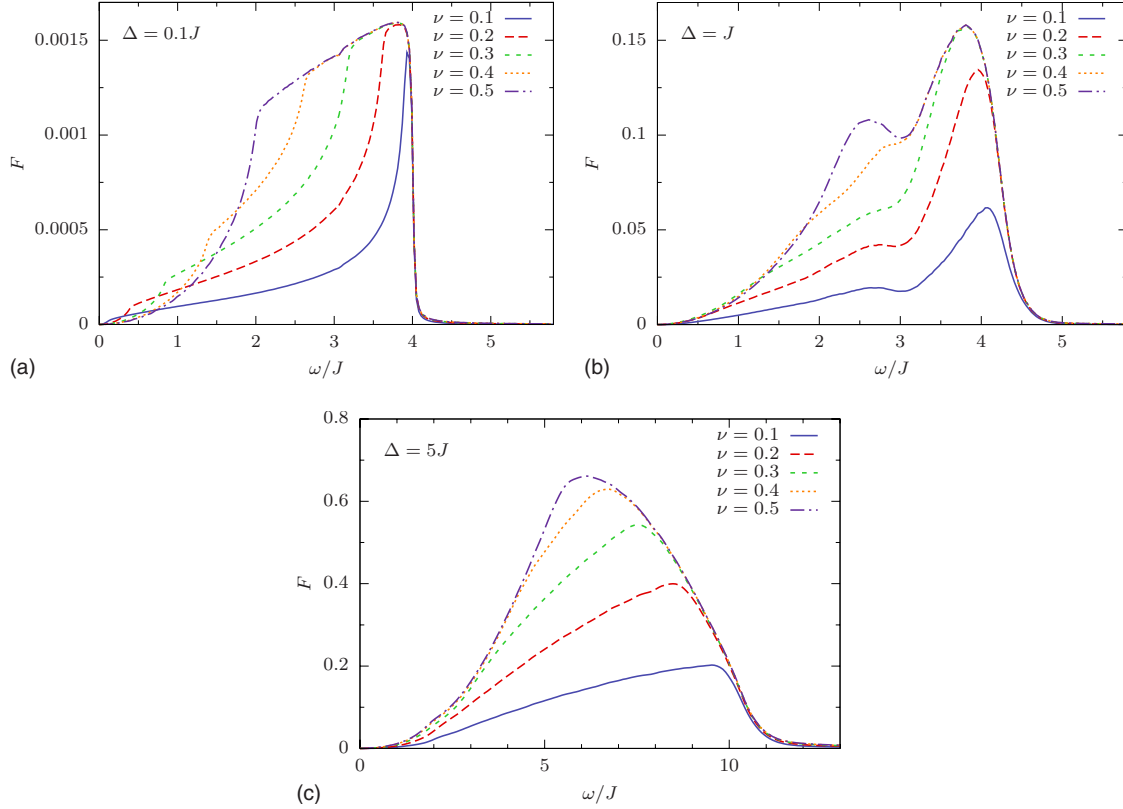 Δ = 0.1J
ν = 0.1
ν = 0.2
ν = 0.3
ν = 0.4
ν = 0.5
0.0015
0.001
0.0005
0
F
0 1 2 3 4 5
ω/J
(a)
Δ = J
ν = 0.1
ν = 0.2
ν = 0.3
ν = 0.4
ν = 0.5
0.15
0.1
0.05
0
F
0 1 2 3 4 5
ω/J
(b)
Δ = 5J
ν = 0.1
ν = 0.2
ν = 0.3
ν = 0.4
ν = 0.5
0.8
0.6
0.4
0.2
0
F
0 5 10
ω/J
(c)